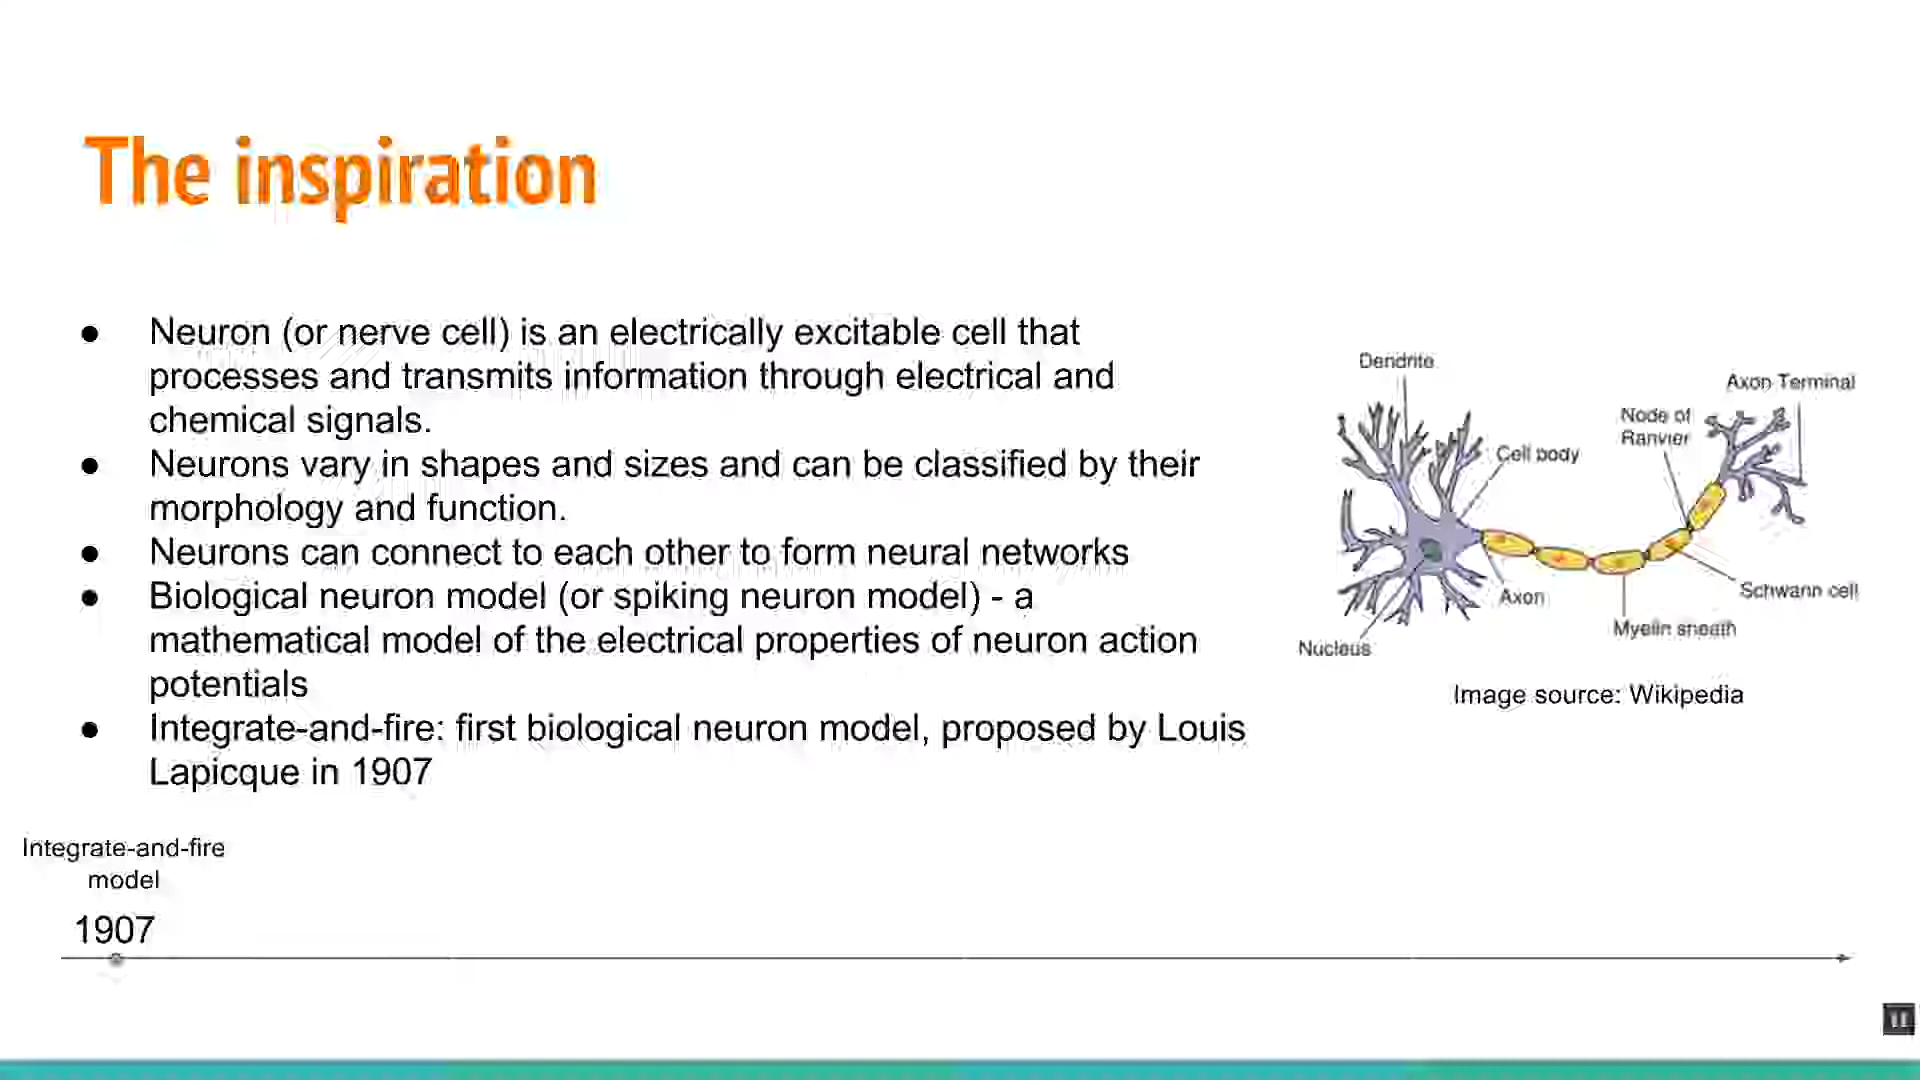 The inspiration
● Neuron (or nerve cell) is an electrically excitable cell that
processes and transmits information through electrical and
chemical signals.
● Neurons vary in shapes and sizes and can be classified by their
morphology and function.
● Neurons can connect to each other to form neural networks
● Biological neuron model (or spiking neuron model) - a
mathematical model of the electrical properties of neuron action
potentials
● Integrate-and-fire: first biological neuron model, proposed by Louis
Lapicque in 1907
Dendrite
Axon Terminal
Node of
Ranvier
Cell body
Axon
Schwann cell
Myelin sheath
Nucleus
Image source: Wikipedia
Integrate-and-fire
model
1907
11